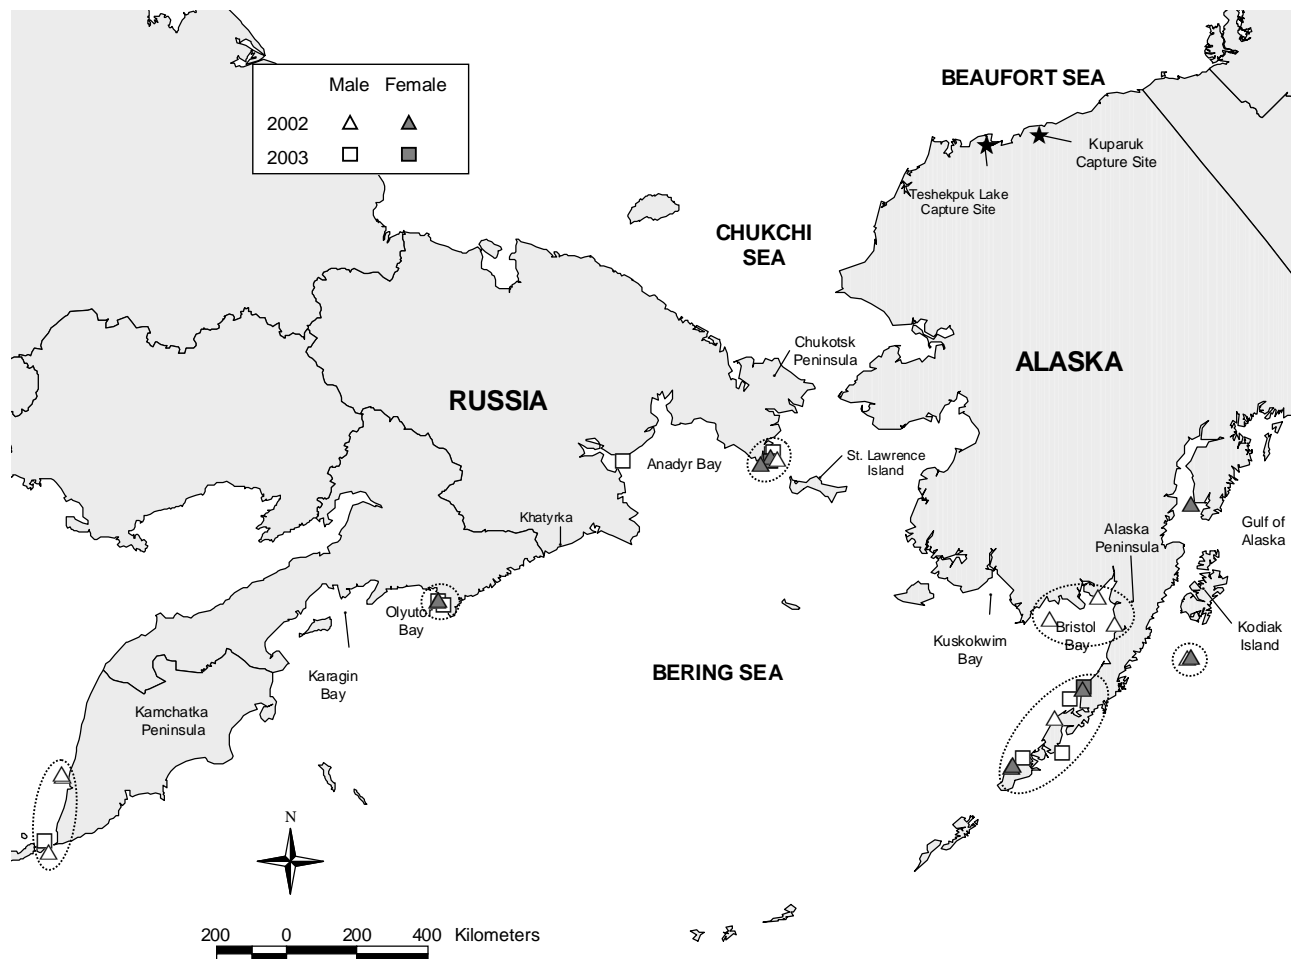 BEAUFORT SEA
Male Female
2002
2003
Kuparuk
Capture Site
Teshekpuk Lake
Capture Site
CHUKCHI
SEA
Chukotsk
Peninsula
ALASKA
RUSSIA
Anadyr Bay
St. Lawrence
Island
Khatyrka
Gulf of
Alaska
Alaska
Peninsula
Olyutor
Bay
Bristol
Bay
Kuskokwim
Bay
Kodiak
Island
Karagin
Bay
BERING SEA
Kamchatka
Peninsula
N
200 0 200 400 Kilometers